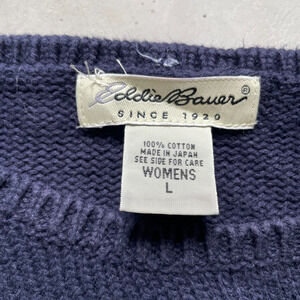 Eddie Bauer®
SINCE 1920
100% COTTON
MADE IN JAPAN
SEE SIDE FOR CARE
WOMENS
L